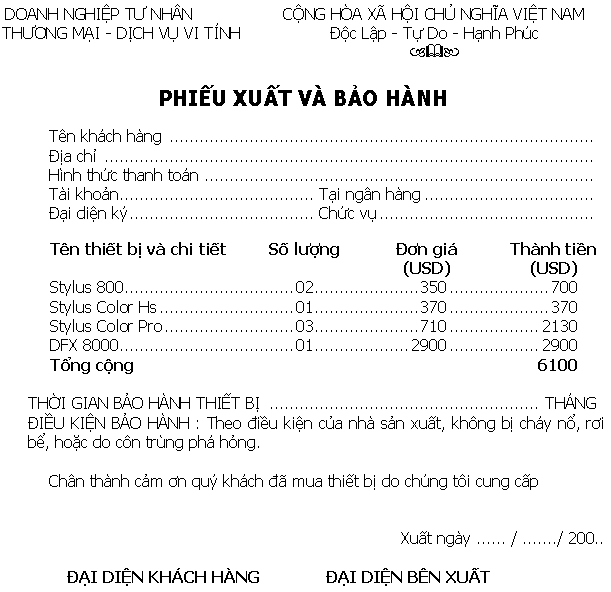 DOANH NGHIỆP TƯ NHÂN CỘNG HÒA XÃ HỘI CHỦ NGHĨA VIỆT NAM
THƯƠNG MẠI - DỊCH VỤ VI TÍNH Độc Lập - Tự Do - Hạnh Phúc
PHIẾU XUẤT VÀ BẢO HÀNH
Tên khách hàng ....................
Địa chỉ ....................
Hình thức thanh toán ....................
Tài khoản.................... Tại ngân hàng ....................
Đại diện ký.................... Chức vụ ....................
Tên thiết bị và chi tiết Số lượng Đơn giá Thành tiền
(USD) (USD)
Stylus 800....................02....................350....................700
Stylus Color Hs....................01....................370....................370
Stylus Color Pro....................03....................710....................2130
DFX 8000....................01....................2900....................2900
Tổng cộng 6100
THỜI GIAN BẢO HÀNH THIẾT BỊ .................... THÁNG
ĐIỀU KIỆN BẢO HÀNH : Theo điều kiện của nhà sản xuất, không bị cháy nổ, rơi
bể, hoặc do côn trùng phá hỏng.
Chân thành cảm ơn quý khách đã mua thiết bị do chúng tôi cung cấp
Xuất ngày ...... / ......./ 200..
ĐẠI DIỆN KHÁCH HÀNG ĐẠI DIỆN BÊN XUẤT